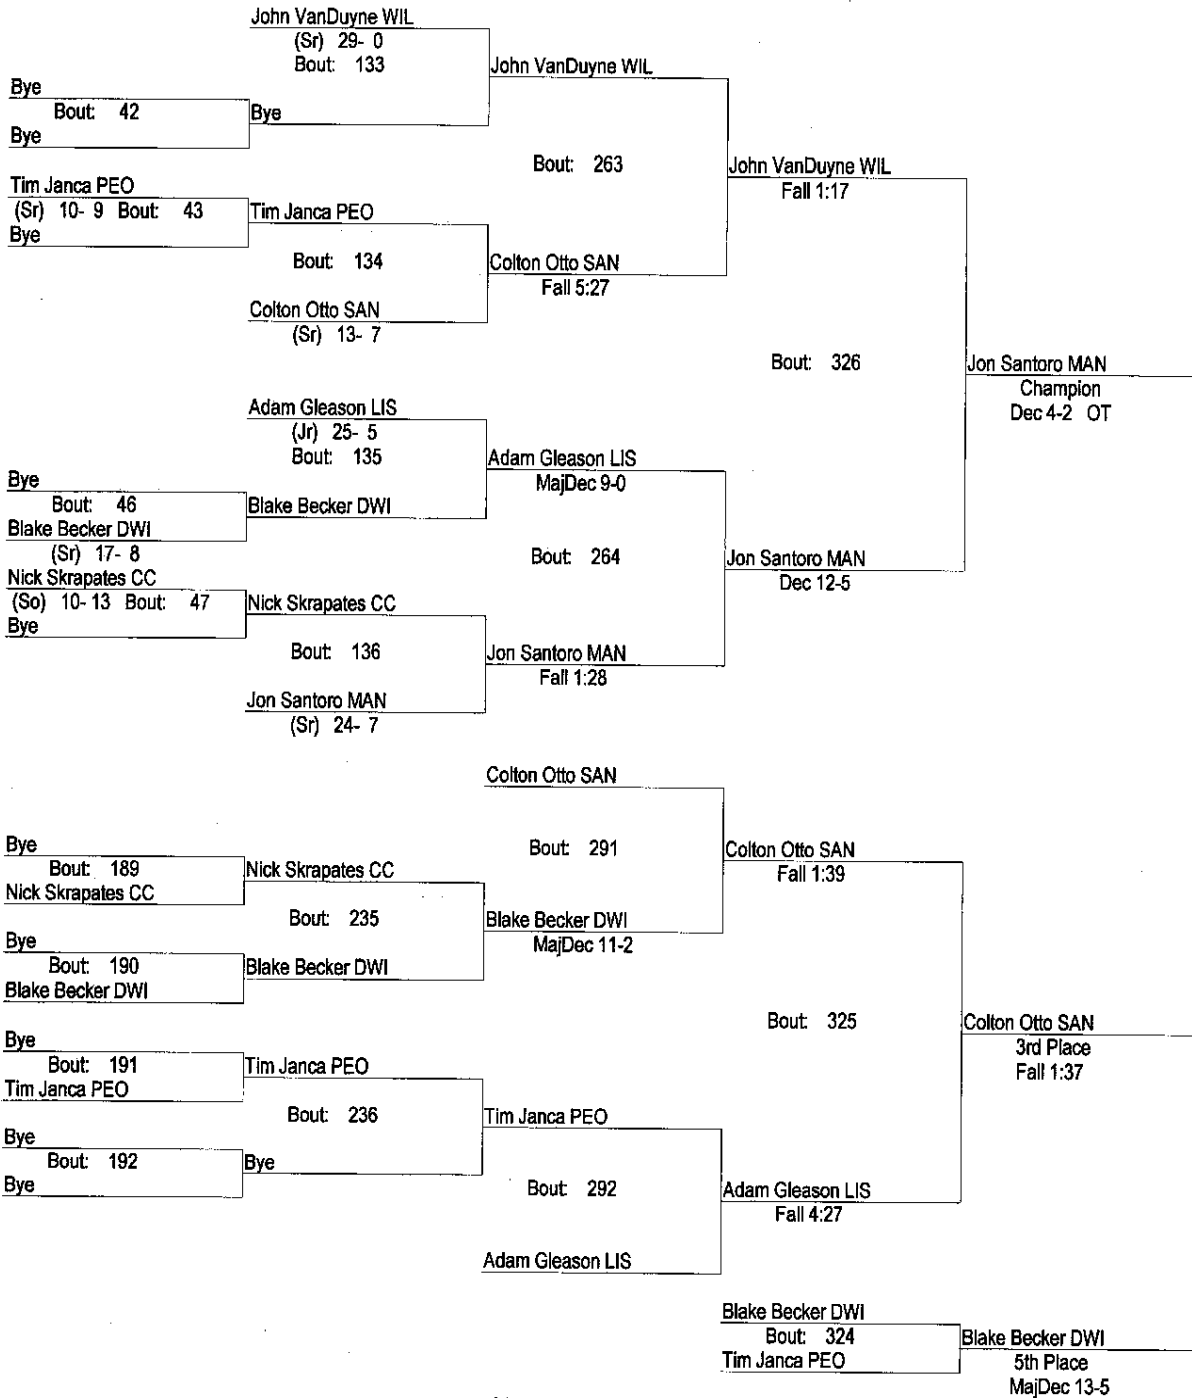 John VanDuyne WIL
(Sr) 29- 0
Bout: 133
John VanDuyne WIL
Bye
Bout: 42
Bye
Bye
Bout: 263
John VanDuyne WIL
Fall 1:17
Tim Janca PEO
(Sr) 10- 9 Bout: 43
Bye
Tim Janca PEO
Bout: 134
Colton Otto SAN
Fall 5:27
Colton Otto SAN
(Sr) 13- 7
Bout: 326
Jon Santoro MAN
Champion
Dec 4-2 OT
Adam Gleason LIS
(Jr) 25- 5
Bout: 135
Adam Gleason LIS
MajDec 9-0
Bye
Bout: 46
Blake Becker DWI
Blake Becker DWI
(Sr) 17- 8
Bout: 264
Jon Santoro MAN
Dec 12-5
Nick Skrapates CC
(So) 10- 13 Bout: 47
Bye
Nick Skrapates CC
Bout: 136
Jon Santoro MAN
Fall 1:28
Jon Santoro MAN
(Sr) 24- 7
Colton Otto SAN
Bye
Bout: 189
Nick Skrapates CC
Nick Skrapates CC
Bout: 291
Colton Otto SAN
Fall 1:39
Bout: 235
Blake Becker DWI
MajDec 11-2
Bye
Bout: 190
Blake Becker DWI
Blake Becker DWI
Bout: 325
Colton Otto SAN
3rd Place
Fall 1:37
Bye
Bout: 191
Tim Janca PEO
Tim Janca PEO
Bout: 236
Tim Janca PEO
Bye
Bout: 192
Bye
Bye
Bout: 292
Adam Gleason LIS
Fall 4:27
Adam Gleason LIS
Blake Becker DWI
Bout: 324
Tim Janca PEO
Blake Becker DWI
5th Place
MajDec 13-5